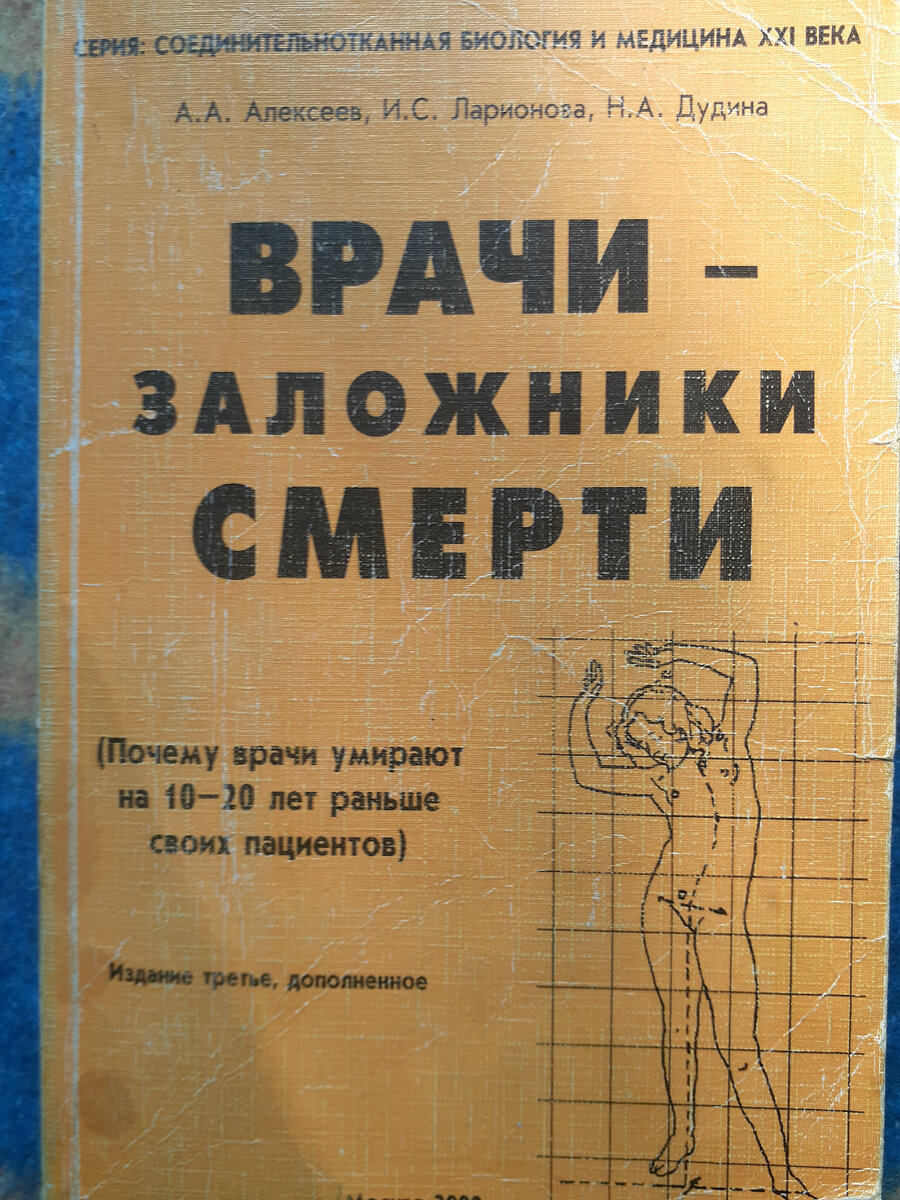 СЕРИЯ: СОЕДИНИТЕЛЬНОТКАННАЯ БИОЛОГИЯ И МЕДИЦИНА XXI ВЕКА
А.А. Алексеев, И.С. Ларионова, Н.А. Дудина
ВРАЧИ –
ЗАЛОЖНИКИ
СМЕРТИ
(Почему врачи умирают
на 10—20 лет раньше
своих пациентов)
Издание третье, дополненное